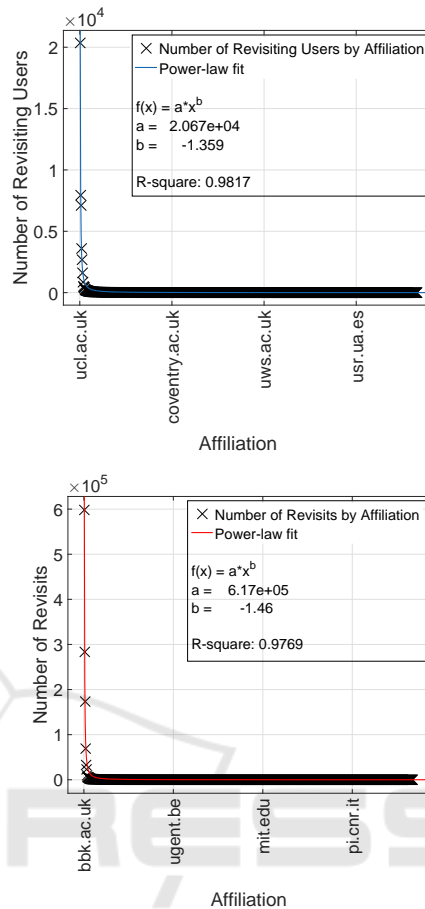 ×10^4
2
1.5
1
0.5
0
Number of Revisiting Users
× Number of Revisiting Users by Affiliation
Power-law fit
f(x) = a*x^b
a = 2.067e+04
b = -1.359
R-square: 0.9817
ucl.ac.uk
coventry.ac.uk
uws.ac.uk
usr.ua.es
Affiliation
×10^5
6
5
4
3
2
1
0
Number of Revisits
× Number of Revisits by Affiliation
Power-law fit
f(x) = a*x^b
a = 6.17e+05
b = -1.46
R-square: 0.9769
bbk.ac.uk
ugent.be
mit.edu
pi.cnr.it
Affiliation